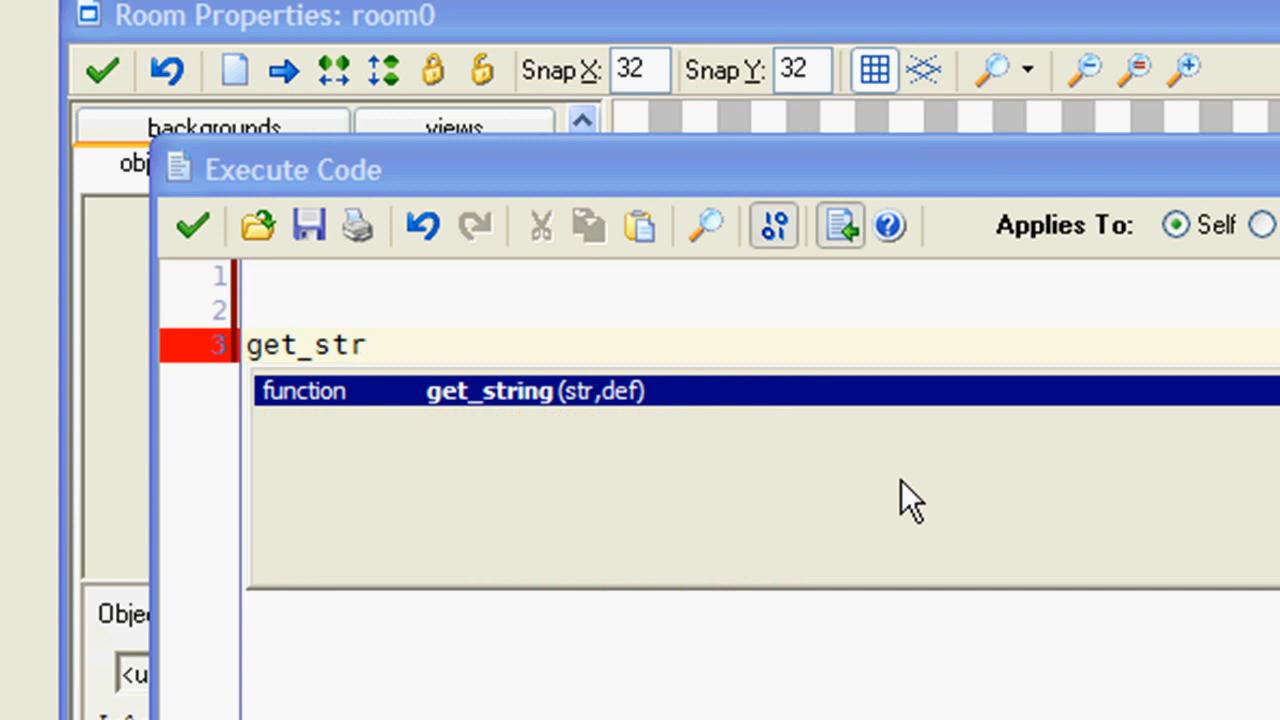 Room Properties: room0
Snap X: 32 Snap Y: 32
backgrounds views
obj
Execute Code
Applies To: Self
1
2
3 get_str
function get_string(str,def)
Obje
<u